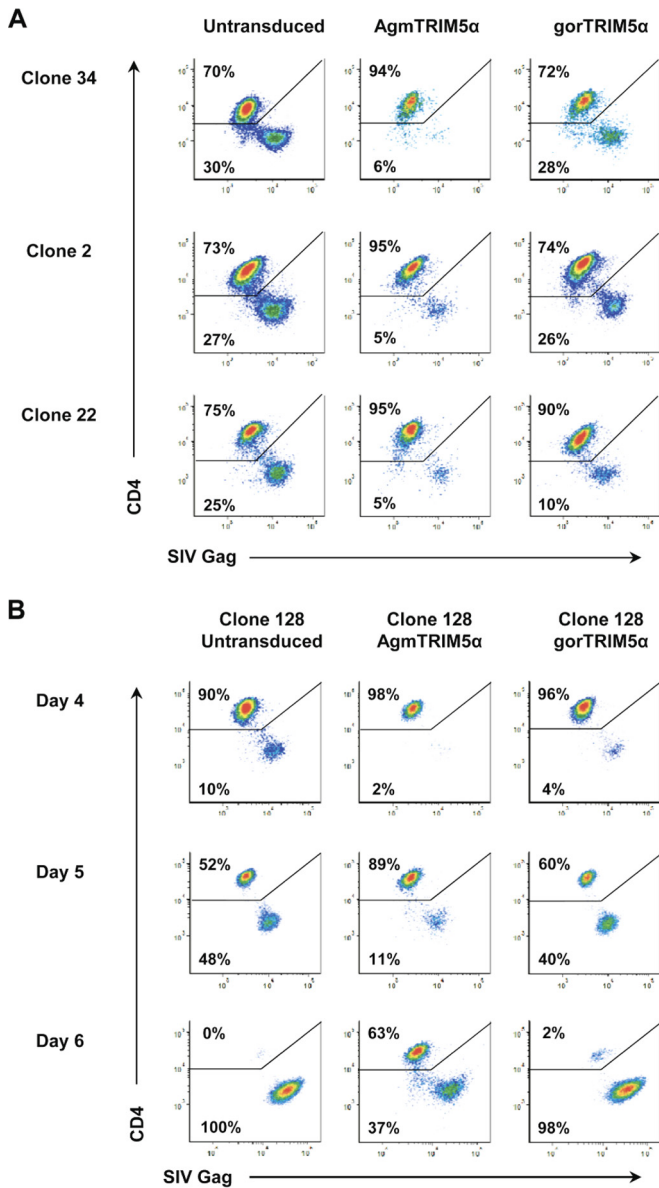 A
Untransduced AgmTRIM5α gorTRIM5α
Clone 34
70% 94% 72%
30% 6% 28%
Clone 2
73% 95% 74%
27% 5% 26%
Clone 22
75% 95% 90%
25% 5% 10%
CD4
SIV Gag
B
Clone 128 Clone 128 Clone 128
Untransduced AgmTRIM5α gorTRIM5α
Day 4
90% 98% 96%
10% 2% 4%
Day 5
52% 89% 60%
48% 11% 40%
Day 6
0% 63% 2%
100% 37% 98%
CD4
SIV Gag